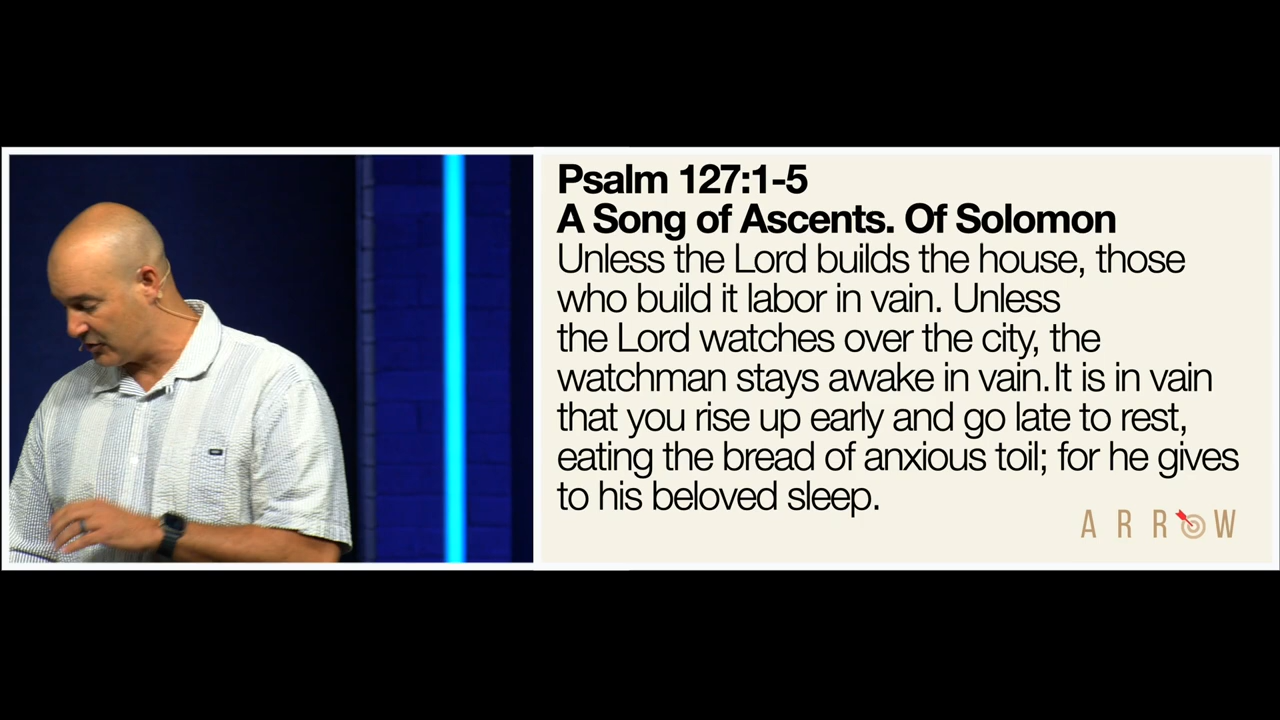 Psalm 127:1-5
A Song of Ascents. Of Solomon
Unless the Lord builds the house, those
who build it labor in vain. Unless
the Lord watches over the city, the
watchman stays awake in vain. It is in vain
that you rise up early and go late to rest,
eating the bread of anxious toil; for he gives
to his beloved sleep.
ARROW